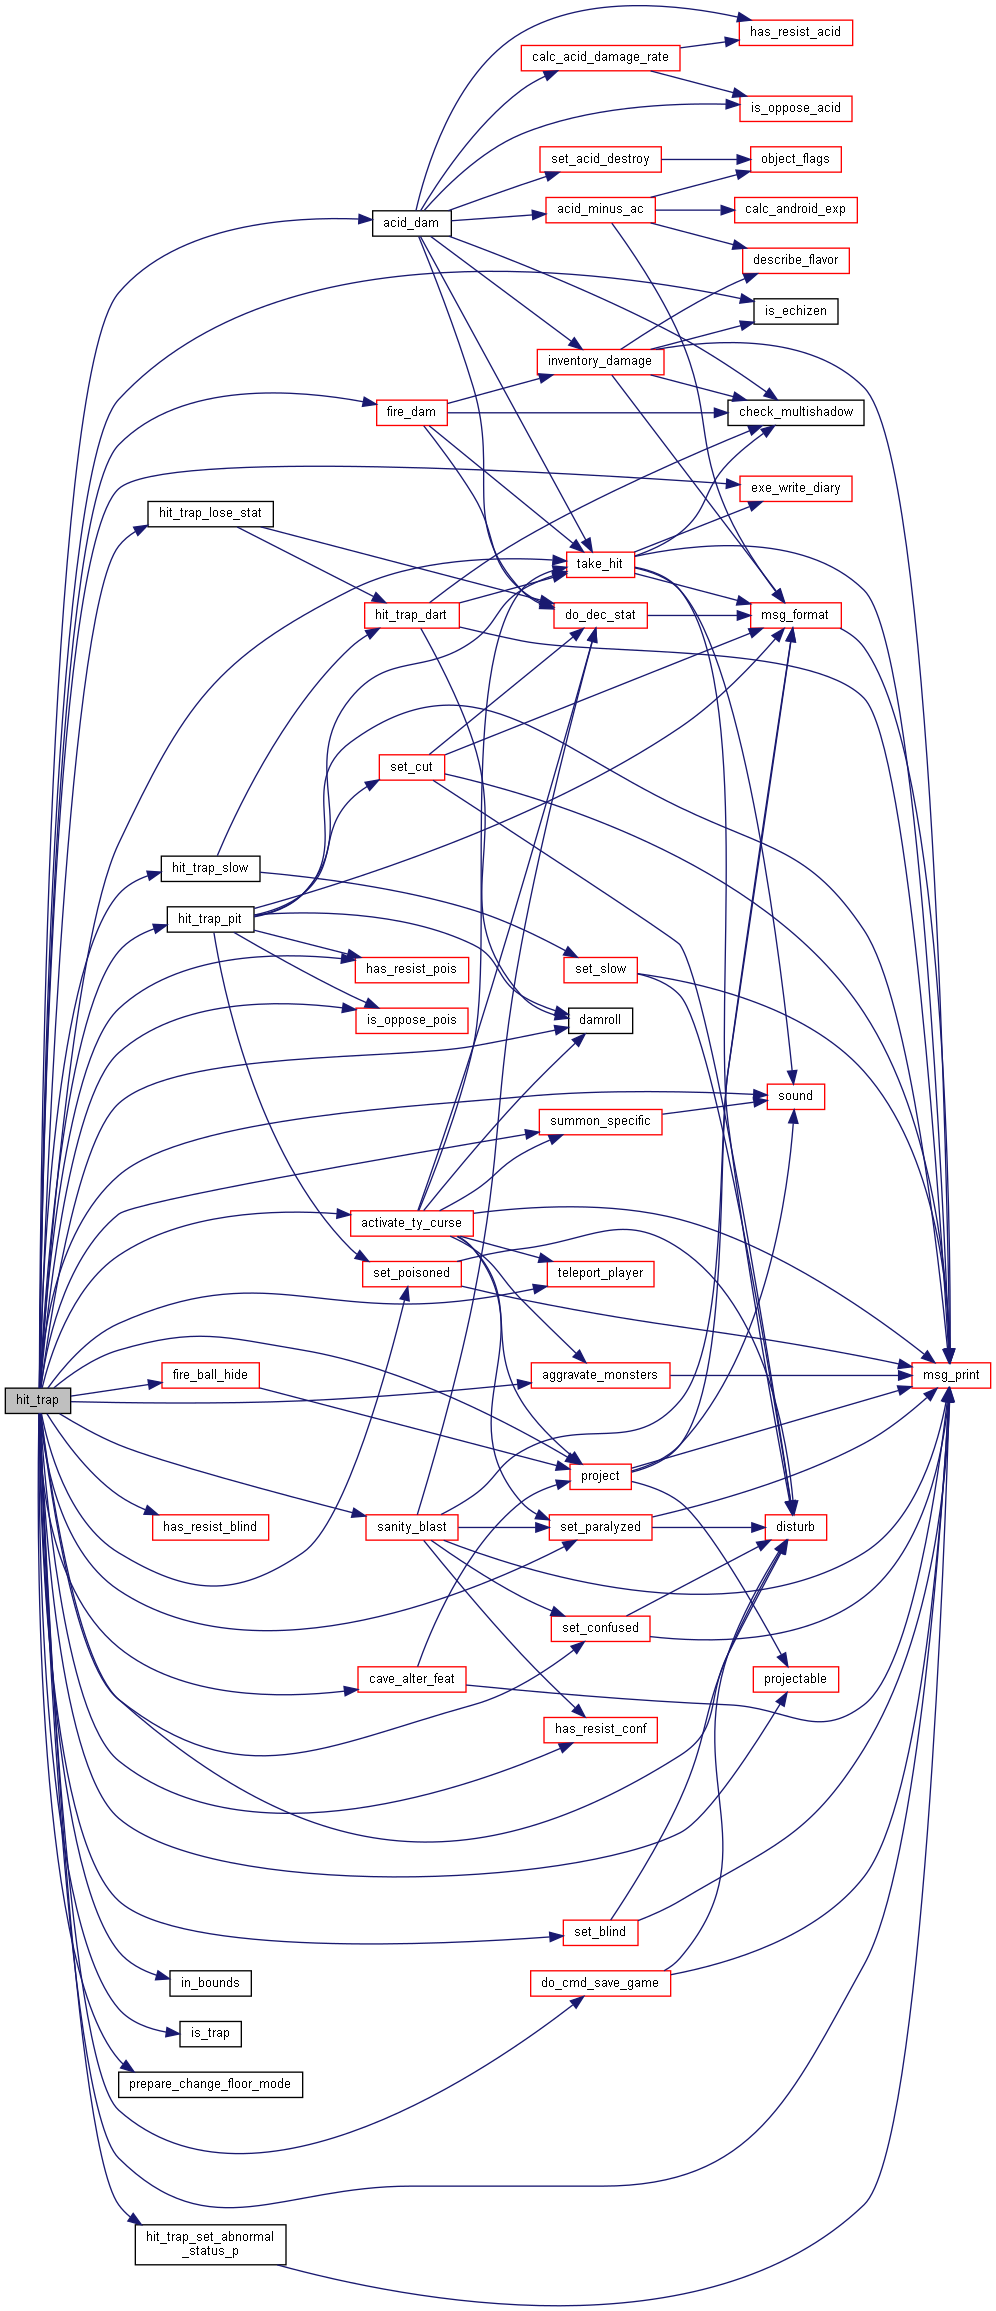 has_resist_acid
calc_acid_damage_rate
is_oppose_acid
set_acid_destroy
object_flags
acid_minus_ac
calc_android_exp
acid_dam
describe_flavor
is_echizen
inventory_damage
fire_dam
check_multishadow
exe_write_diary
hit_trap_lose_stat
take_hit
hit_trap_dart
do_dec_stat
msg_format
set_cut
hit_trap_slow
hit_trap_pit
has_resist_pois
set_slow
is_oppose_pois
damroll
sound
summon_specific
activate_ty_curse
set_poisoned
teleport_player
fire_ball_hide
aggravate_monsters
msg_print
hit_trap
project
has_resist_blind
sanity_blast
set_paralyzed
disturb
set_confused
cave_alter_feat
projectable
has_resist_conf
set_blind
in_bounds
do_cmd_save_game
is_trap
prepare_change_floor_mode
hit_trap_set_abnormal
_status_p